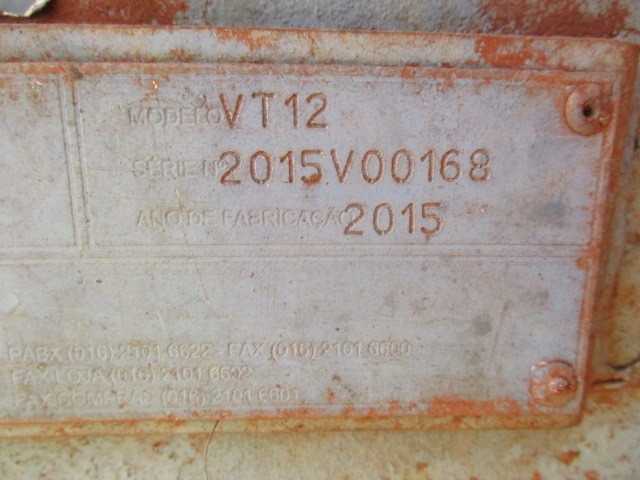 MODELO VT12
SÉRIE Nº 2015V00168
ANO DE FABRICAÇÃO 2015
PABX (016) 2101 6622 - FAX (016) 2101 6600
FAX LOJA (016) 2101 6602
FAX COMPRAS (016) 2101 6601